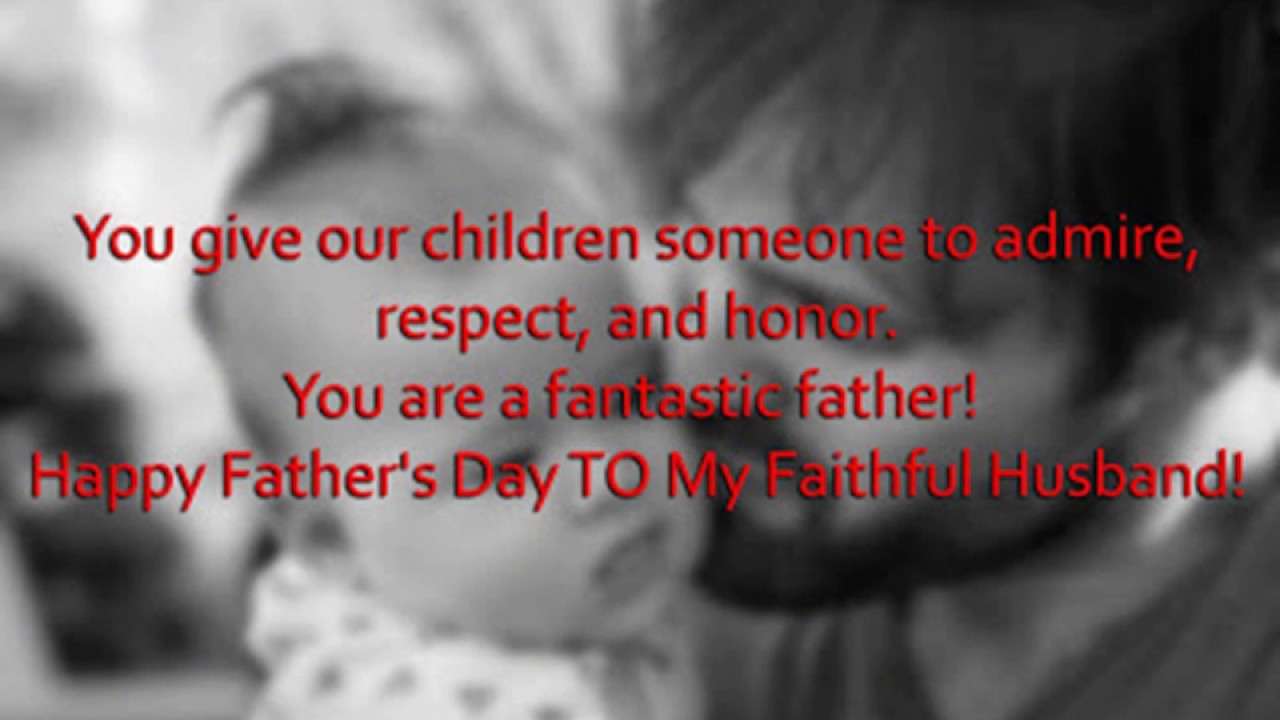 You give our children someone to admire,
respect, and honor.
You are a fantastic father!
Happy Father's Day TO My Faithful Husband!